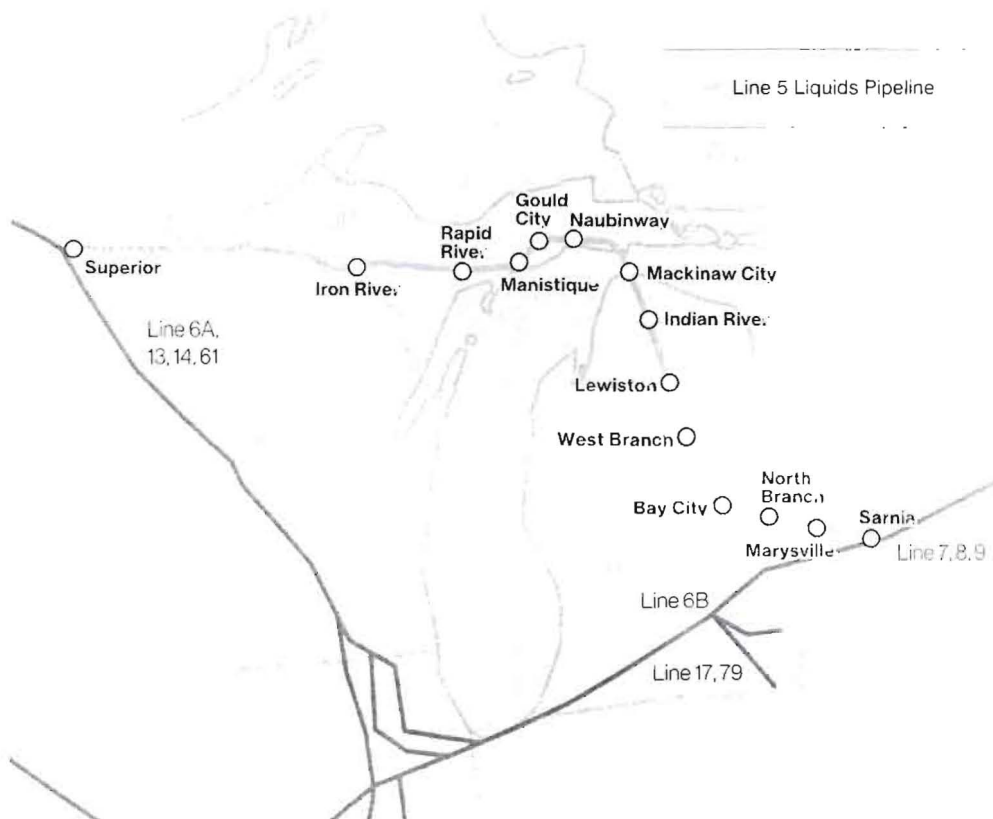 Line 5 Liquids Pipeline
Gould
City
Naubinway
Rapid
River
Superior
Iron River
Manistique
Mackinaw City
Indian River
Line 6A,
13, 14, 61
Lewiston
West Branch
North
Branch
Bay City
Sarnia
Marysville
Line 7, 8, 9
Line 6B
Line 17, 79